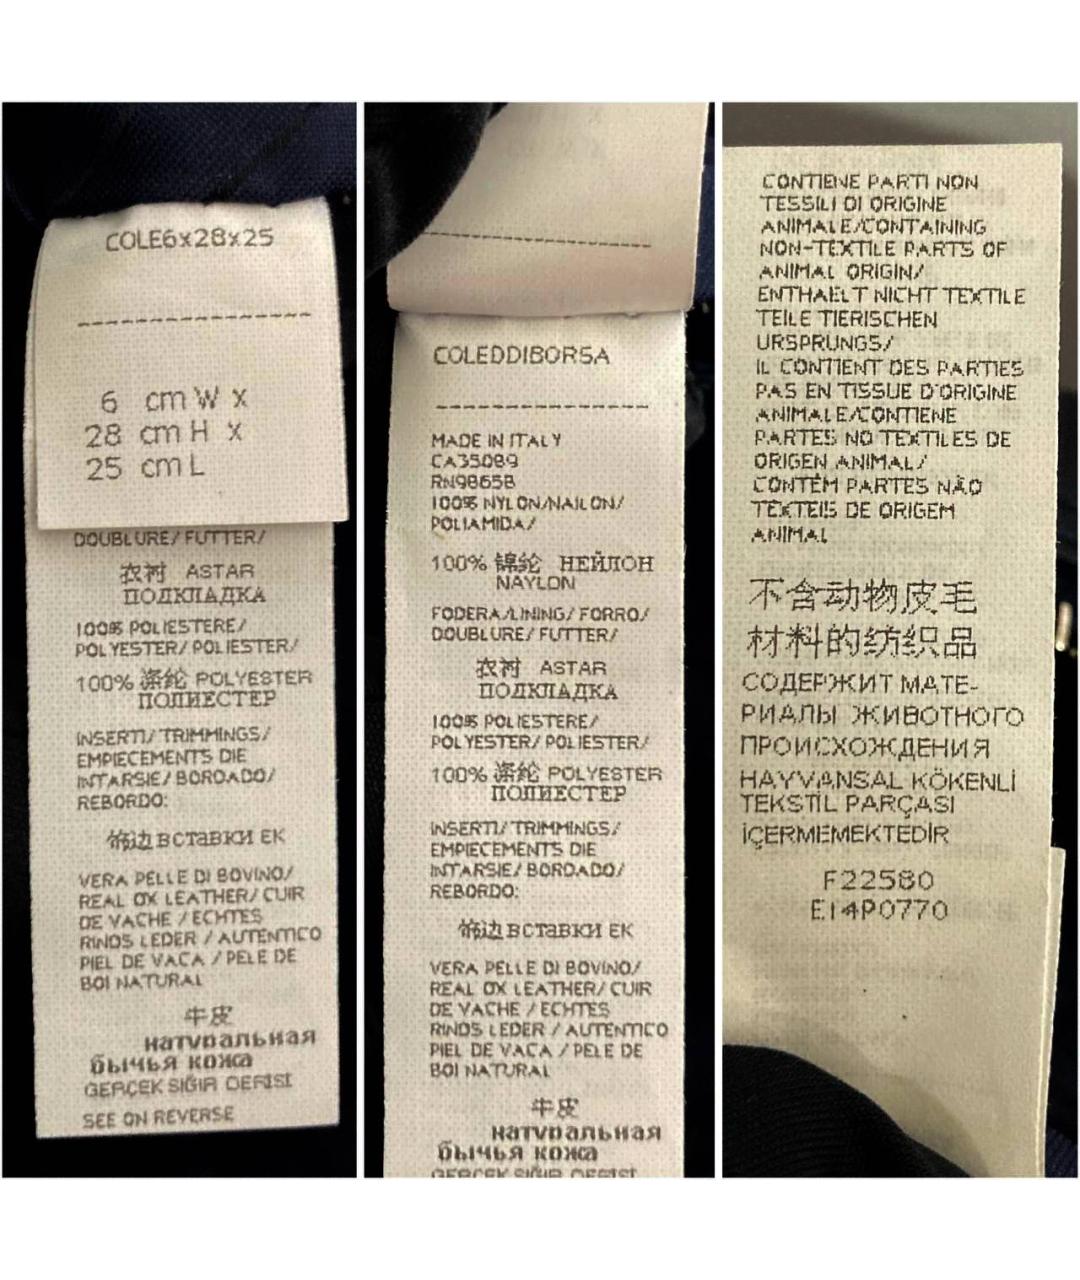 COLE6x28x25
6 cm W x
28 cm H x
25 cm L
DOUBLURE/ FUTTER/
衣衬 ASTAR
ПОДКЛАДКА
100% POLIESTERE/
POLYESTER/ POLIESTER/
100% 涤纶 POLYESTER
ПОЛИЕСТЕР
INSERTI/ TRIMMINGS/
EMPIECEMENTS DIE
INTARSIE/ BORDADO/
REBORDO:
饰边 ВСТАВКИ EK
VERA PELLE DI BOVINO/
REAL OX LEATHER/ CUIR
DE VACHE / ECHTES
RINDS LEDER / AUTENTICO
PIEL DE VACA / PELE DE
BOI NATURAL
牛皮
натуральная
бычья кожа
GERÇEK SIĞIR DERİSİ
SEE ON REVERSE
COLEDDIBORSA
MADE IN ITALY
CA35089
RN98658
100% NYLON/NAILON/
POLIAMIDA/
100% 锦纶 НЕЙЛОН
NAYLON
FODERA/LINING/ FORRO/
DOUBLURE/ FUTTER/
衣衬 ASTAR
ПОДКЛАДКА
100% POLIESTERE/
POLYESTER/ POLIESTER/
100% 涤纶 POLYESTER
ПОЛИЕСТЕР
INSERTI/ TRIMMINGS/
EMPIECEMENTS DIE
INTARSIE/ BORDADO/
REBORDO:
饰边 ВСТАВКИ EK
VERA PELLE DI BOVINO/
REAL OX LEATHER/ CUIR
DE VACHE / ECHTES
RINDS LEDER / AUTENTICO
PIEL DE VACA / PELE DE
BOI NATURAL
牛皮
натуральная
бычья кожа
GERÇEK SIĞIR DERİSİ
CONTIENE PARTI NON
TESSILI DI ORIGINE
ANIMALE/CONTAINING
NON-TEXTILE PARTS OF
ANIMAL ORIGIN/
ENTHAELT NICHT TEXTILE
TEILE TIERISCHEN
URSPRUNGS/
IL CONTIENT DES PARTIES
PAS EN TISSUE D'ORIGINE
ANIMALE/CONTIENE
PARTES NO TEXTILES DE
ORIGEN ANIMAL/
CONTÉM PARTES NÃO
TÊXTEIS DE ORIGEM
ANIMAL
不含动物皮毛
材料的纺织品
СОДЕРЖИТ МАТЕ-
РИАЛЫ ЖИВОТНОГО
ПРОИСХОЖДЕНИЯ
HAYVANSAL KÖKENLİ
TEKSTİL PARÇASI
İÇERMEMEKTEDİR
F22580
E14P0770